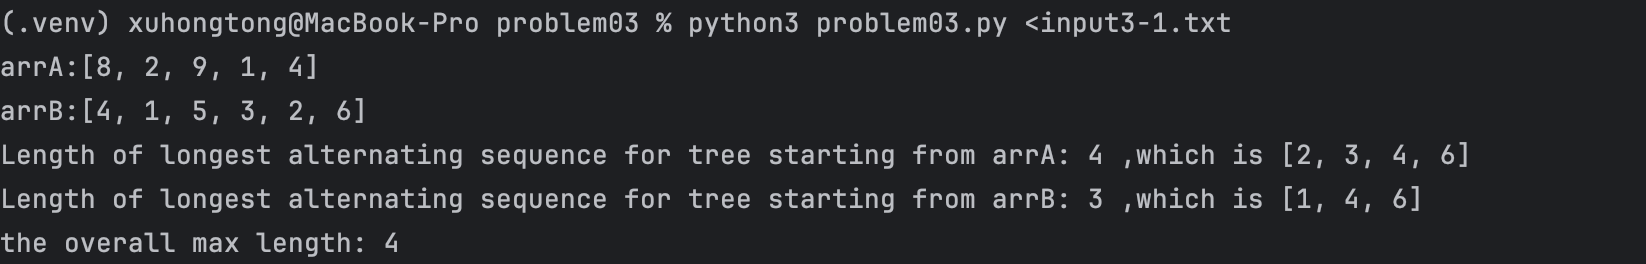 (.venv) xuhongtong@MacBook-Pro problem03 % python3 problem03.py <input3-1.txt
arrA:[8, 2, 9, 1, 4]
arrB:[4, 1, 5, 3, 2, 6]
Length of longest alternating sequence for tree starting from arrA: 4 ,which is [2, 3, 4, 6]
Length of longest alternating sequence for tree starting from arrB: 3 ,which is [1, 4, 6]
the overall max length: 4